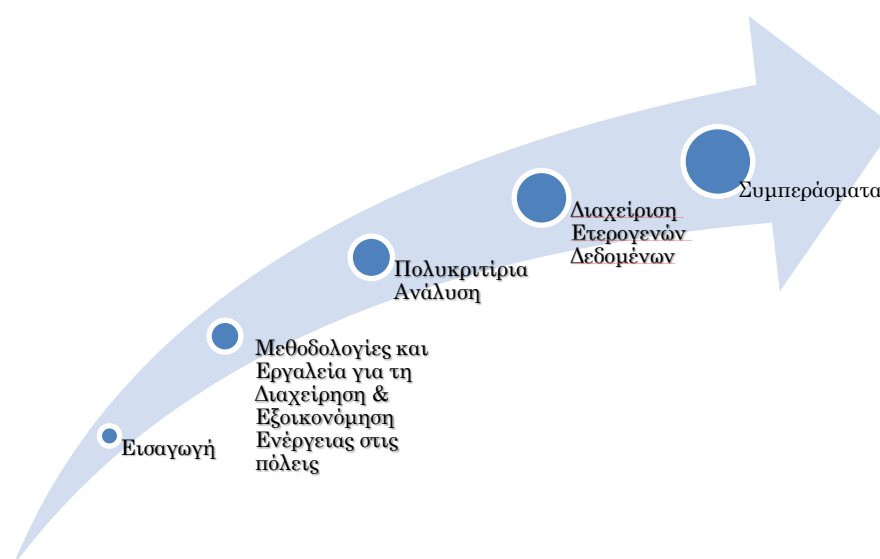 Εισαγωγή
Μεθοδολογίες και
Εργαλεία για τη
Διαχείρηση &
Εξοικονόμηση
Ενέργειας στις
πόλεις
Πολυκριτίρια
Ανάλυση
Διαχείριση
Ετερογενών
Δεδομένων
Συμπεράσματα